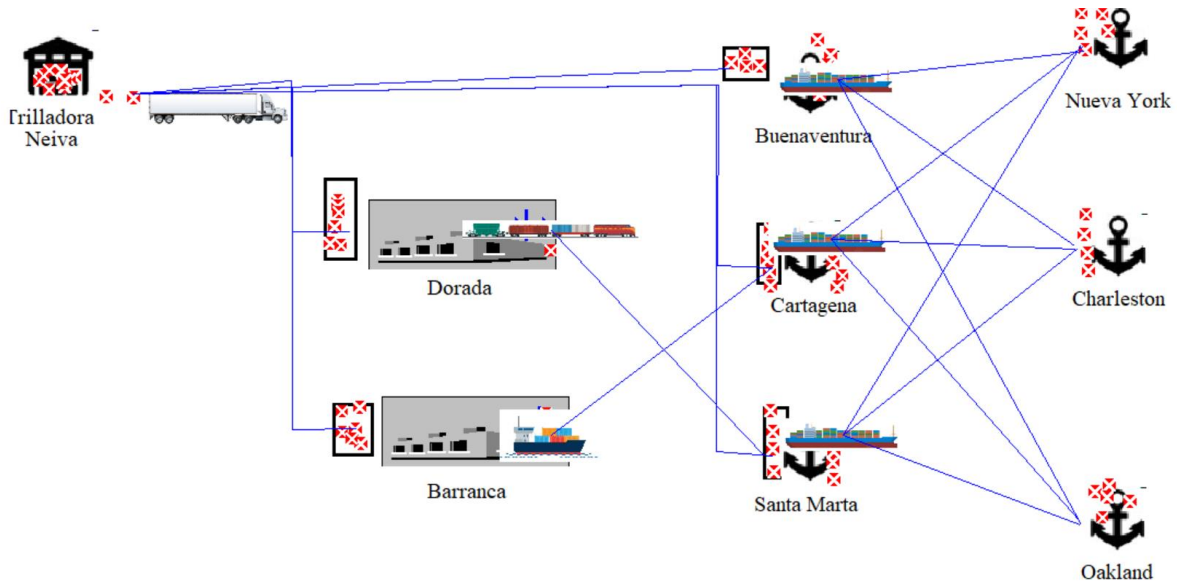 Trilladora
Neiva
Buenaventura
Nueva York
Dorada
Cartagena
Charleston
Barranca
Santa Marta
Oakland